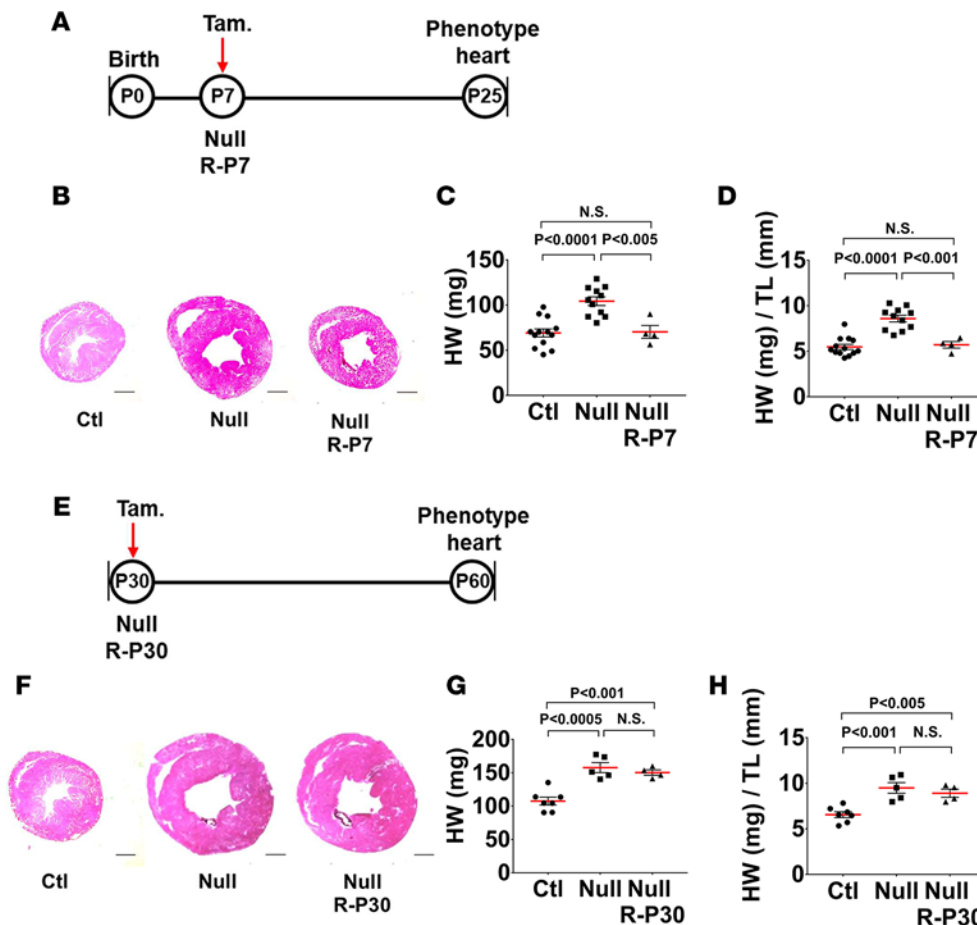 A
Tam.
Birth
Phenotype
heart
P0
P7
P25
Null
R-P7
B
Ctl
Null
Null
R-P7
C
N.S.
P<0.0001
P<0.005
HW (mg)
150
100
50
0
Ctl
Null
Null
R-P7
D
N.S.
P<0.0001
P<0.001
HW (mg) / TL (mm)
15
10
5
0
Ctl
Null
Null
R-P7
E
Tam.
Phenotype
heart
P30
P60
Null
R-P30
F
Ctl
Null
Null
R-P30
G
P<0.001
P<0.0005
N.S.
HW (mg)
200
150
100
50
0
Ctl
Null
Null
R-P30
H
P<0.005
P<0.001
N.S.
HW (mg) / TL (mm)
15
10
5
0
Ctl
Null
Null
R-P30